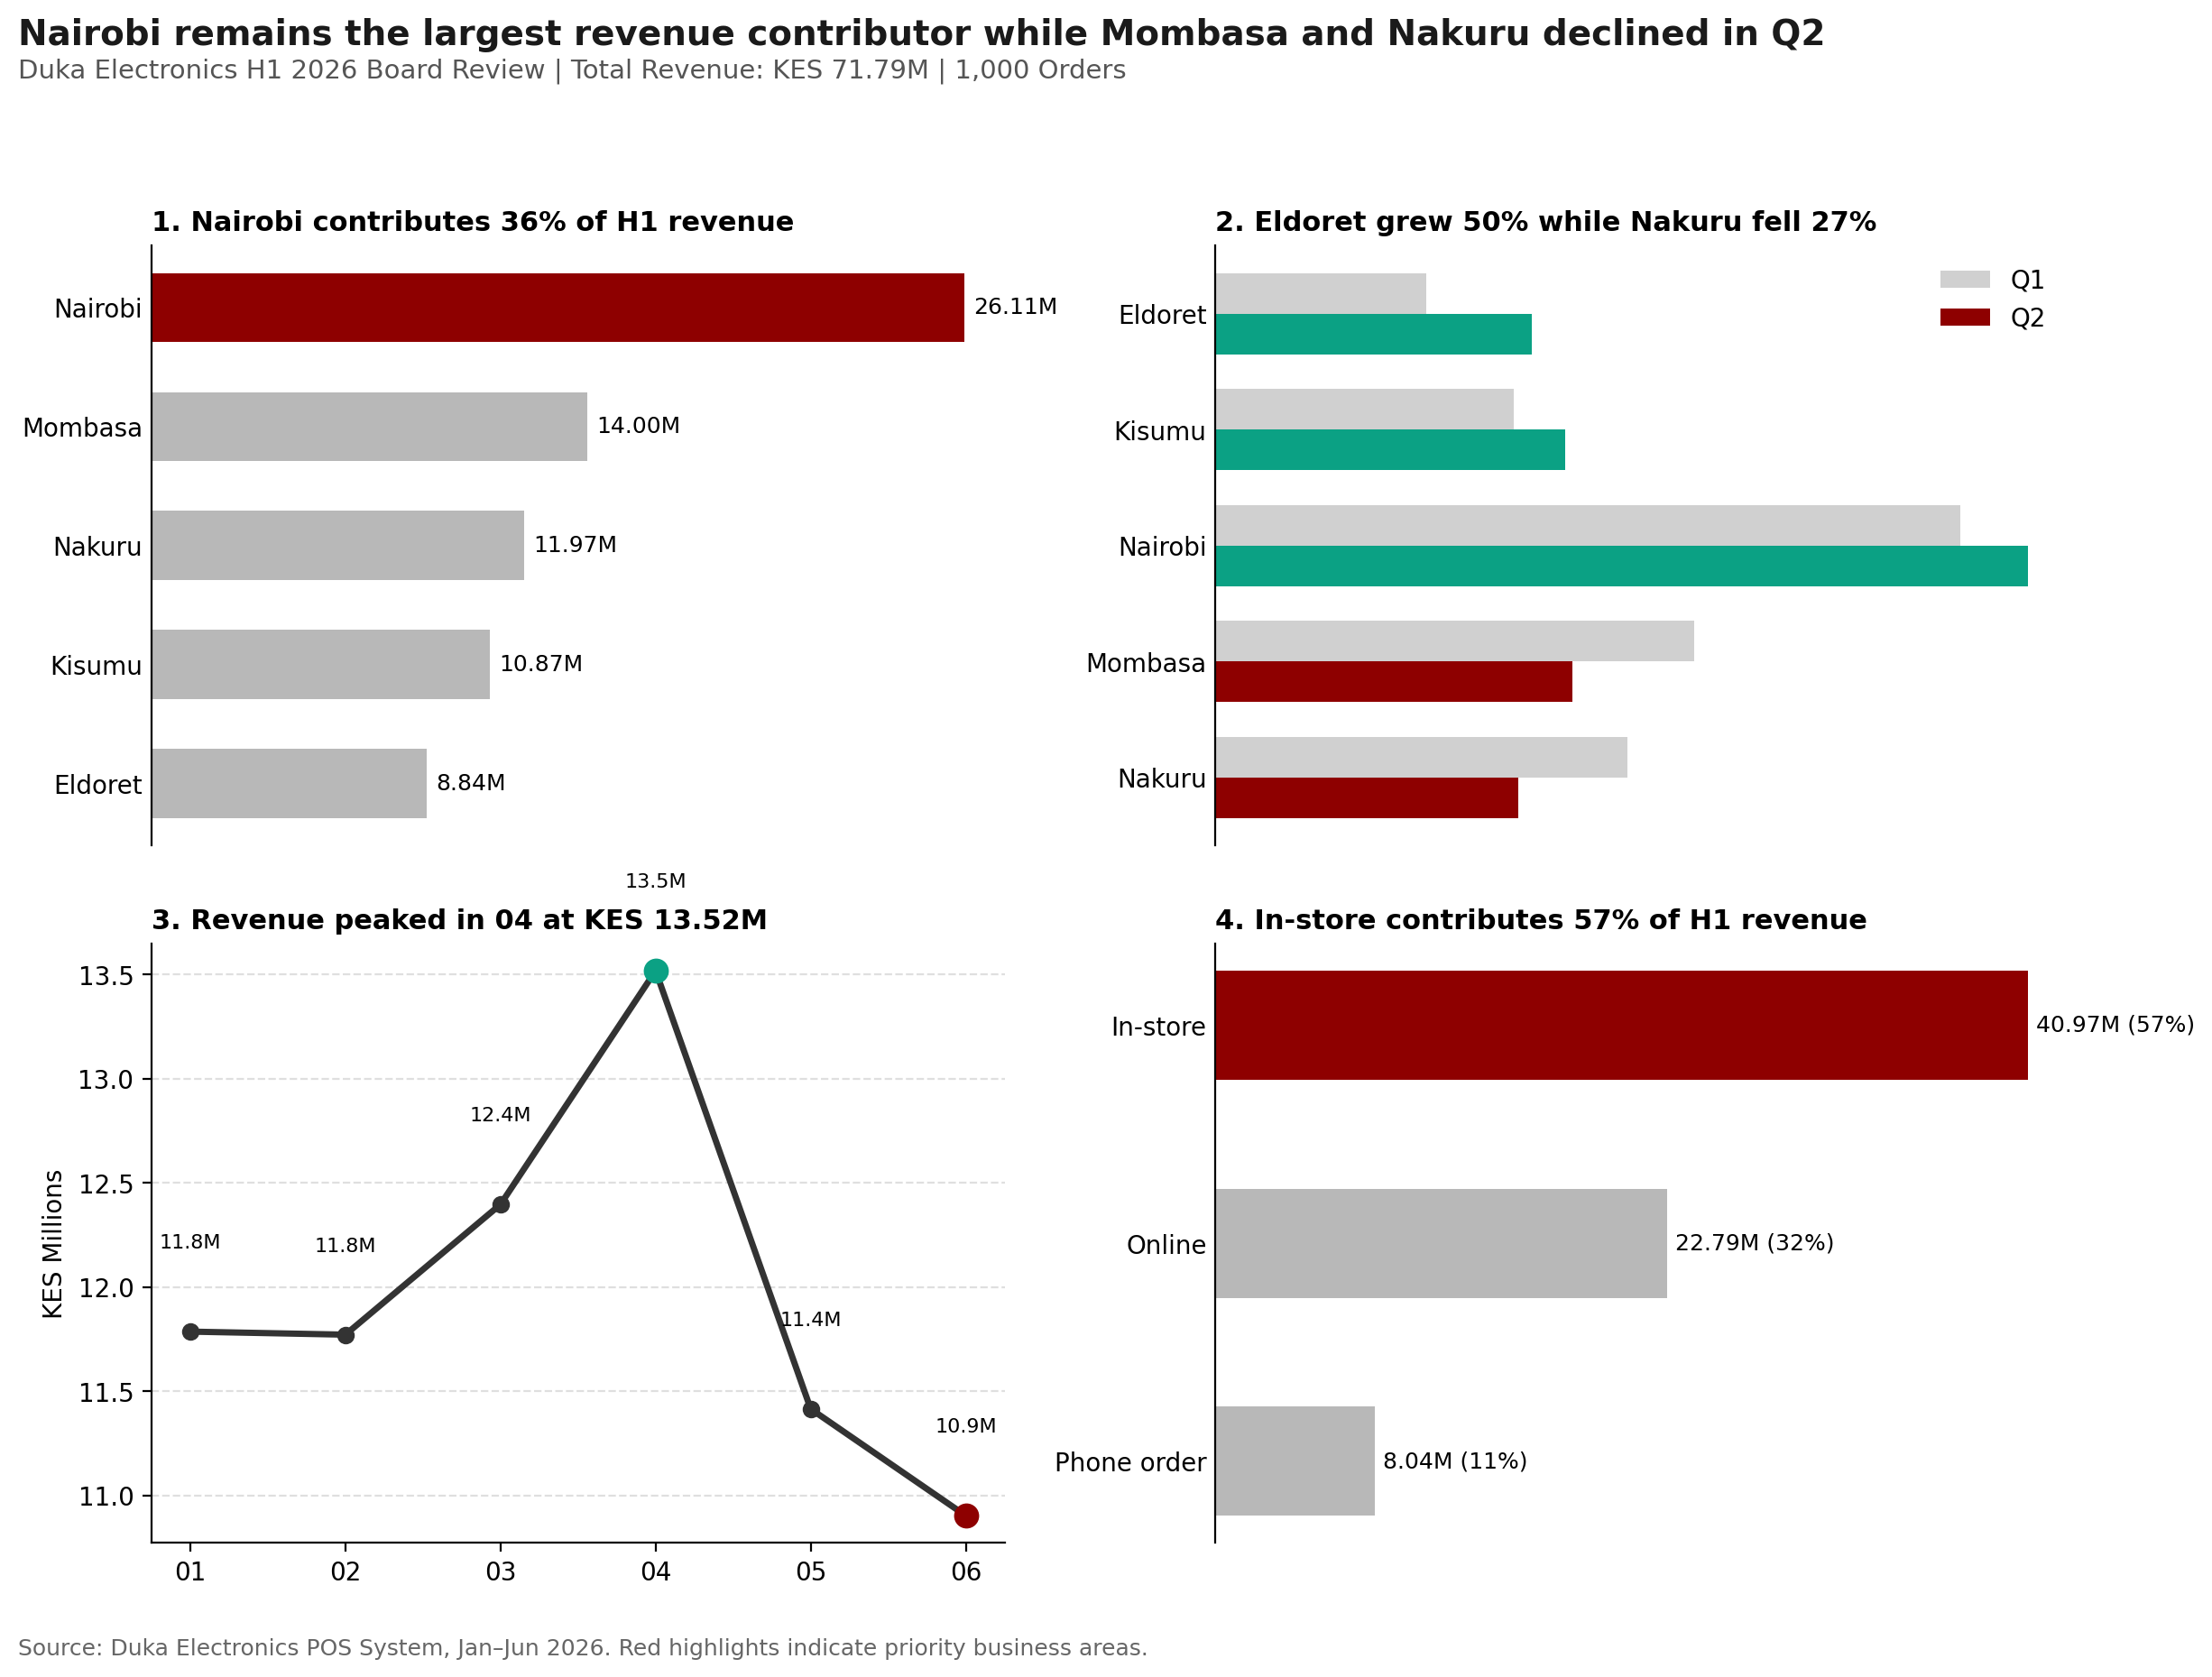 Nairobi remains the largest revenue contributor while Mombasa and Nakuru declined in Q2
Duka Electronics H1 2026 Board Review | Total Revenue: KES 71.79M | 1,000 Orders
1. Nairobi contributes 36% of H1 revenue
Nairobi
26.11M
Mombasa
14.00M
Nakuru
11.97M
Kisumu
10.87M
Eldoret
8.84M
2. Eldoret grew 50% while Nakuru fell 27%
Q1
Q2
Eldoret
Kisumu
Nairobi
Mombasa
Nakuru
3. Revenue peaked in 04 at KES 13.52M
KES Millions
13.5
13.0
12.5
12.0
11.5
11.0
11.8M
11.8M
12.4M
13.5M
11.4M
10.9M
01
02
03
04
05
06
4. In-store contributes 57% of H1 revenue
In-store
40.97M (57%)
Online
22.79M (32%)
Phone order
8.04M (11%)
Source: Duka Electronics POS System, Jan–Jun 2026. Red highlights indicate priority business areas.